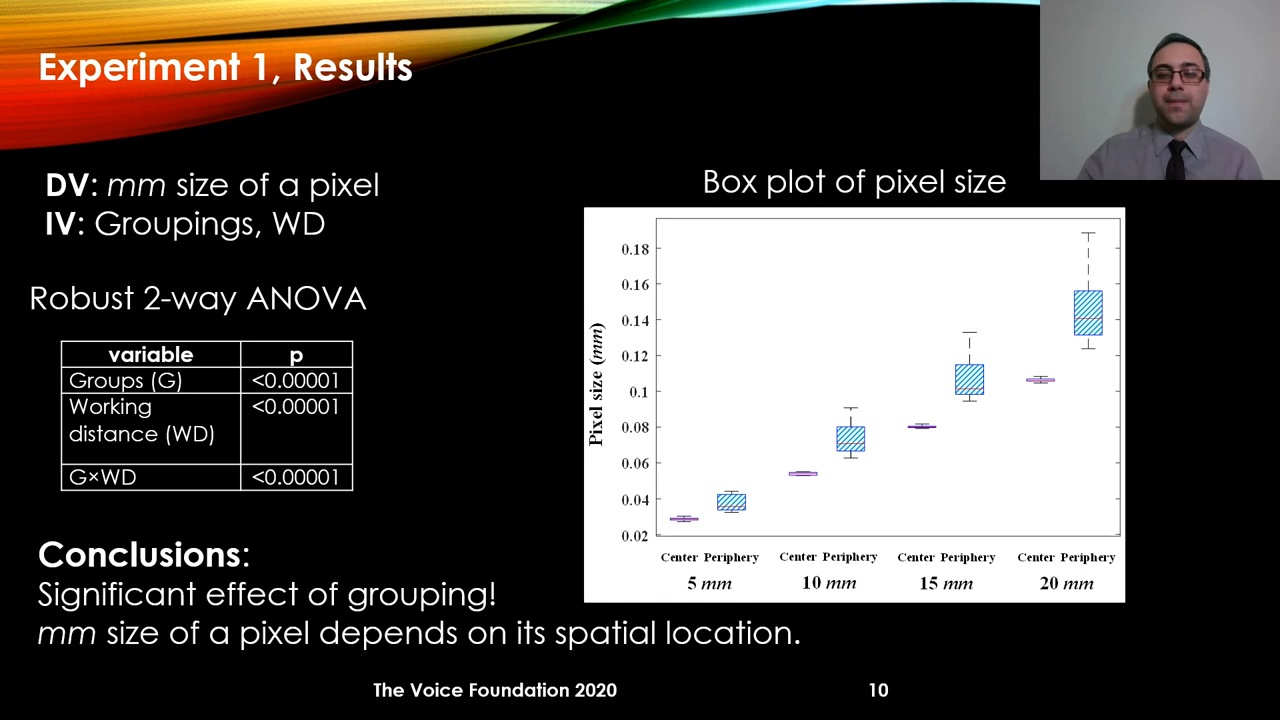 Experiment 1, Results
DV: mm size of a pixel
IV: Groupings, WD
Robust 2-way ANOVA
variable p
Groups (G) <0.00001
Working <0.00001
distance (WD)
G×WD <0.00001
Conclusions:
Significant effect of grouping!
mm size of a pixel depends on its spatial location.
Box plot of pixel size
Pixel size (mm)
0.18
0.16
0.14
0.12
0.1
0.08
0.06
0.04
0.02
Center Periphery Center Periphery Center Periphery Center Periphery
5 mm 10 mm 15 mm 20 mm
The Voice Foundation 2020 10